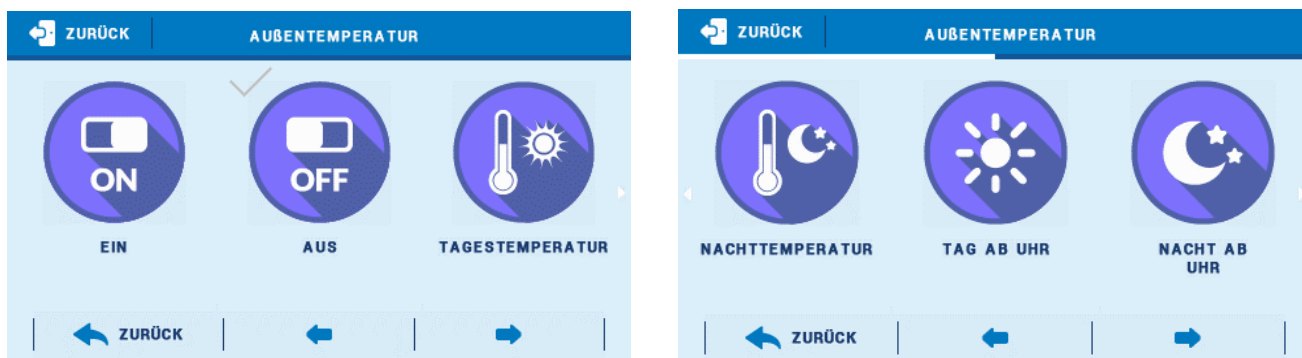 ZURÜCK
AUßENTEMPERATUR
ON
OFF
EIN
AUS
TAGESTEMPERATUR
ZURÜCK
ZURÜCK
AUßENTEMPERATUR
NACHTTEMPERATUR
TAG AB UHR
NACHT AB
UHR
ZURÜCK